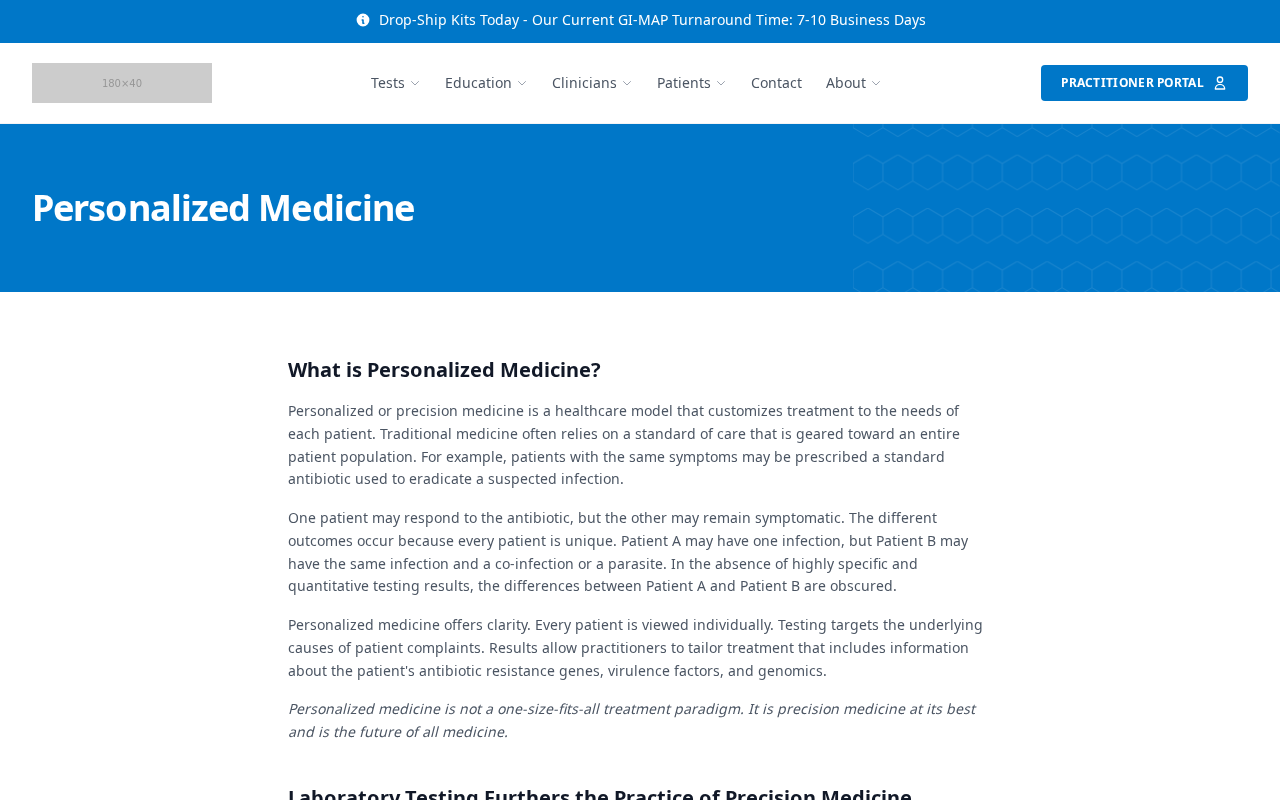 Drop-Ship Kits Today - Our Current GI-MAP Turnaround Time: 7-10 Business Days
180×40
Tests
Education
Clinicians
Patients
Contact
About
PRACTITIONER PORTAL
Personalized Medicine
What is Personalized Medicine?
Personalized or precision medicine is a healthcare model that customizes treatment to the needs of
each patient. Traditional medicine often relies on a standard of care that is geared toward an entire
patient population. For example, patients with the same symptoms may be prescribed a standard
antibiotic used to eradicate a suspected infection.
One patient may respond to the antibiotic, but the other may remain symptomatic. The different
outcomes occur because every patient is unique. Patient A may have one infection, but Patient B may
have the same infection and a co-infection or a parasite. In the absence of highly specific and
quantitative testing results, the differences between Patient A and Patient B are obscured.
Personalized medicine offers clarity. Every patient is viewed individually. Testing targets the underlying
causes of patient complaints. Results allow practitioners to tailor treatment that includes information
about the patient's antibiotic resistance genes, virulence factors, and genomics.
Personalized medicine is not a one-size-fits-all treatment paradigm. It is precision medicine at its best
and is the future of all medicine.
Laboratory Testing Furthers the Practice of Precision Medicine